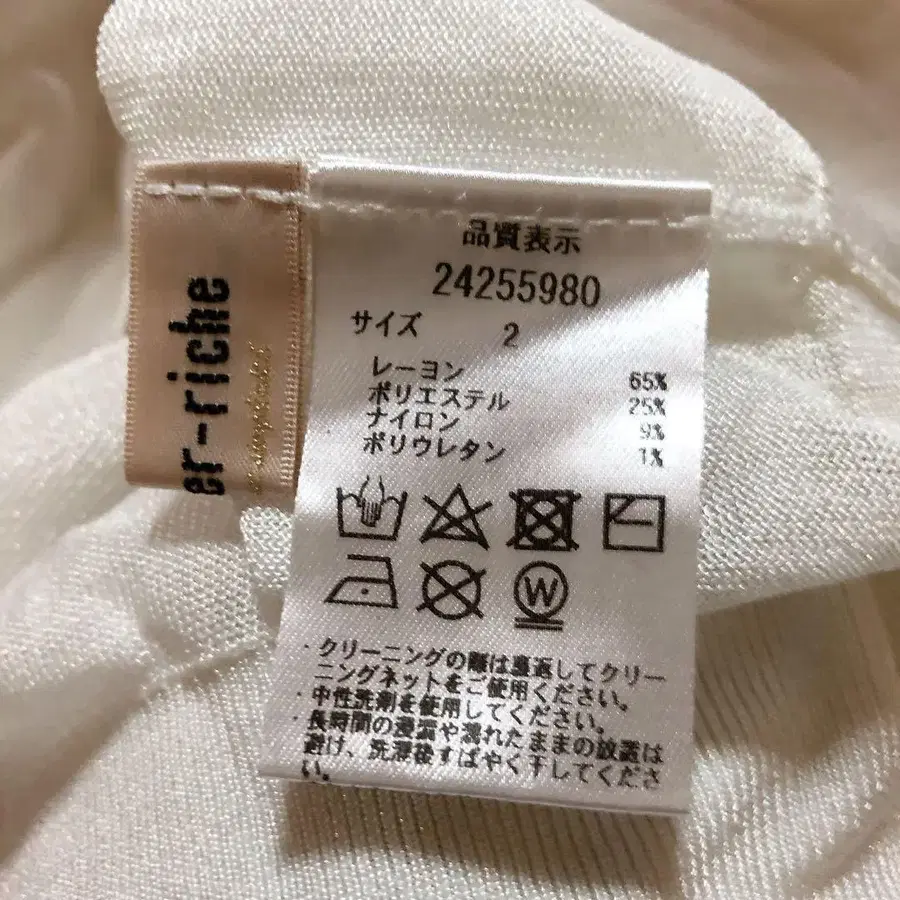 er-riche
品質表示
24255980
サイズ 2
レーヨン 65%
ポリエステル 25%
ナイロン 9%
ポリウレタン 1%
W
・クリーニングの際は裏返してクリー
ニングネットをご使用ください。
・中性洗剤を使用してください。
・長時間の浸漏や濡れたままの放置は
避け、洗濯後すばやく干してくださ
い。